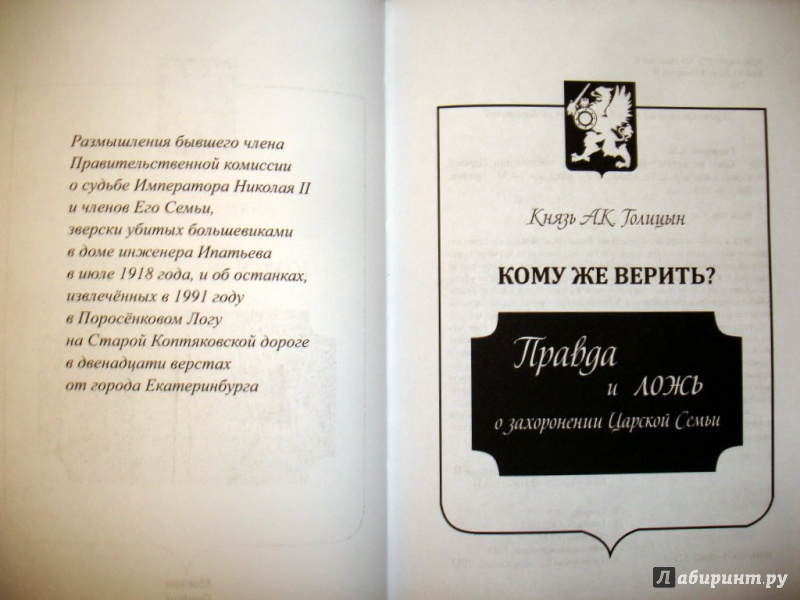 Размышления бывшего члена
Правительственной комиссии
о судьбе Императора Николая II
и членов Его Семьи,
зверски убитых большевиками
в доме инженера Ипатьева
в июле 1918 года, и об останках,
извлечённых в 1991 году
в Поросёнковом Логу
на Старой Коптяковской дороге
в двенадцати верстах
от города Екатеринбурга
Князь А.К. Голицын
КОМУ ЖЕ ВЕРИТЬ?
Правда
и ложь
о захоронении Царской Семьи
Лабиринт.ру